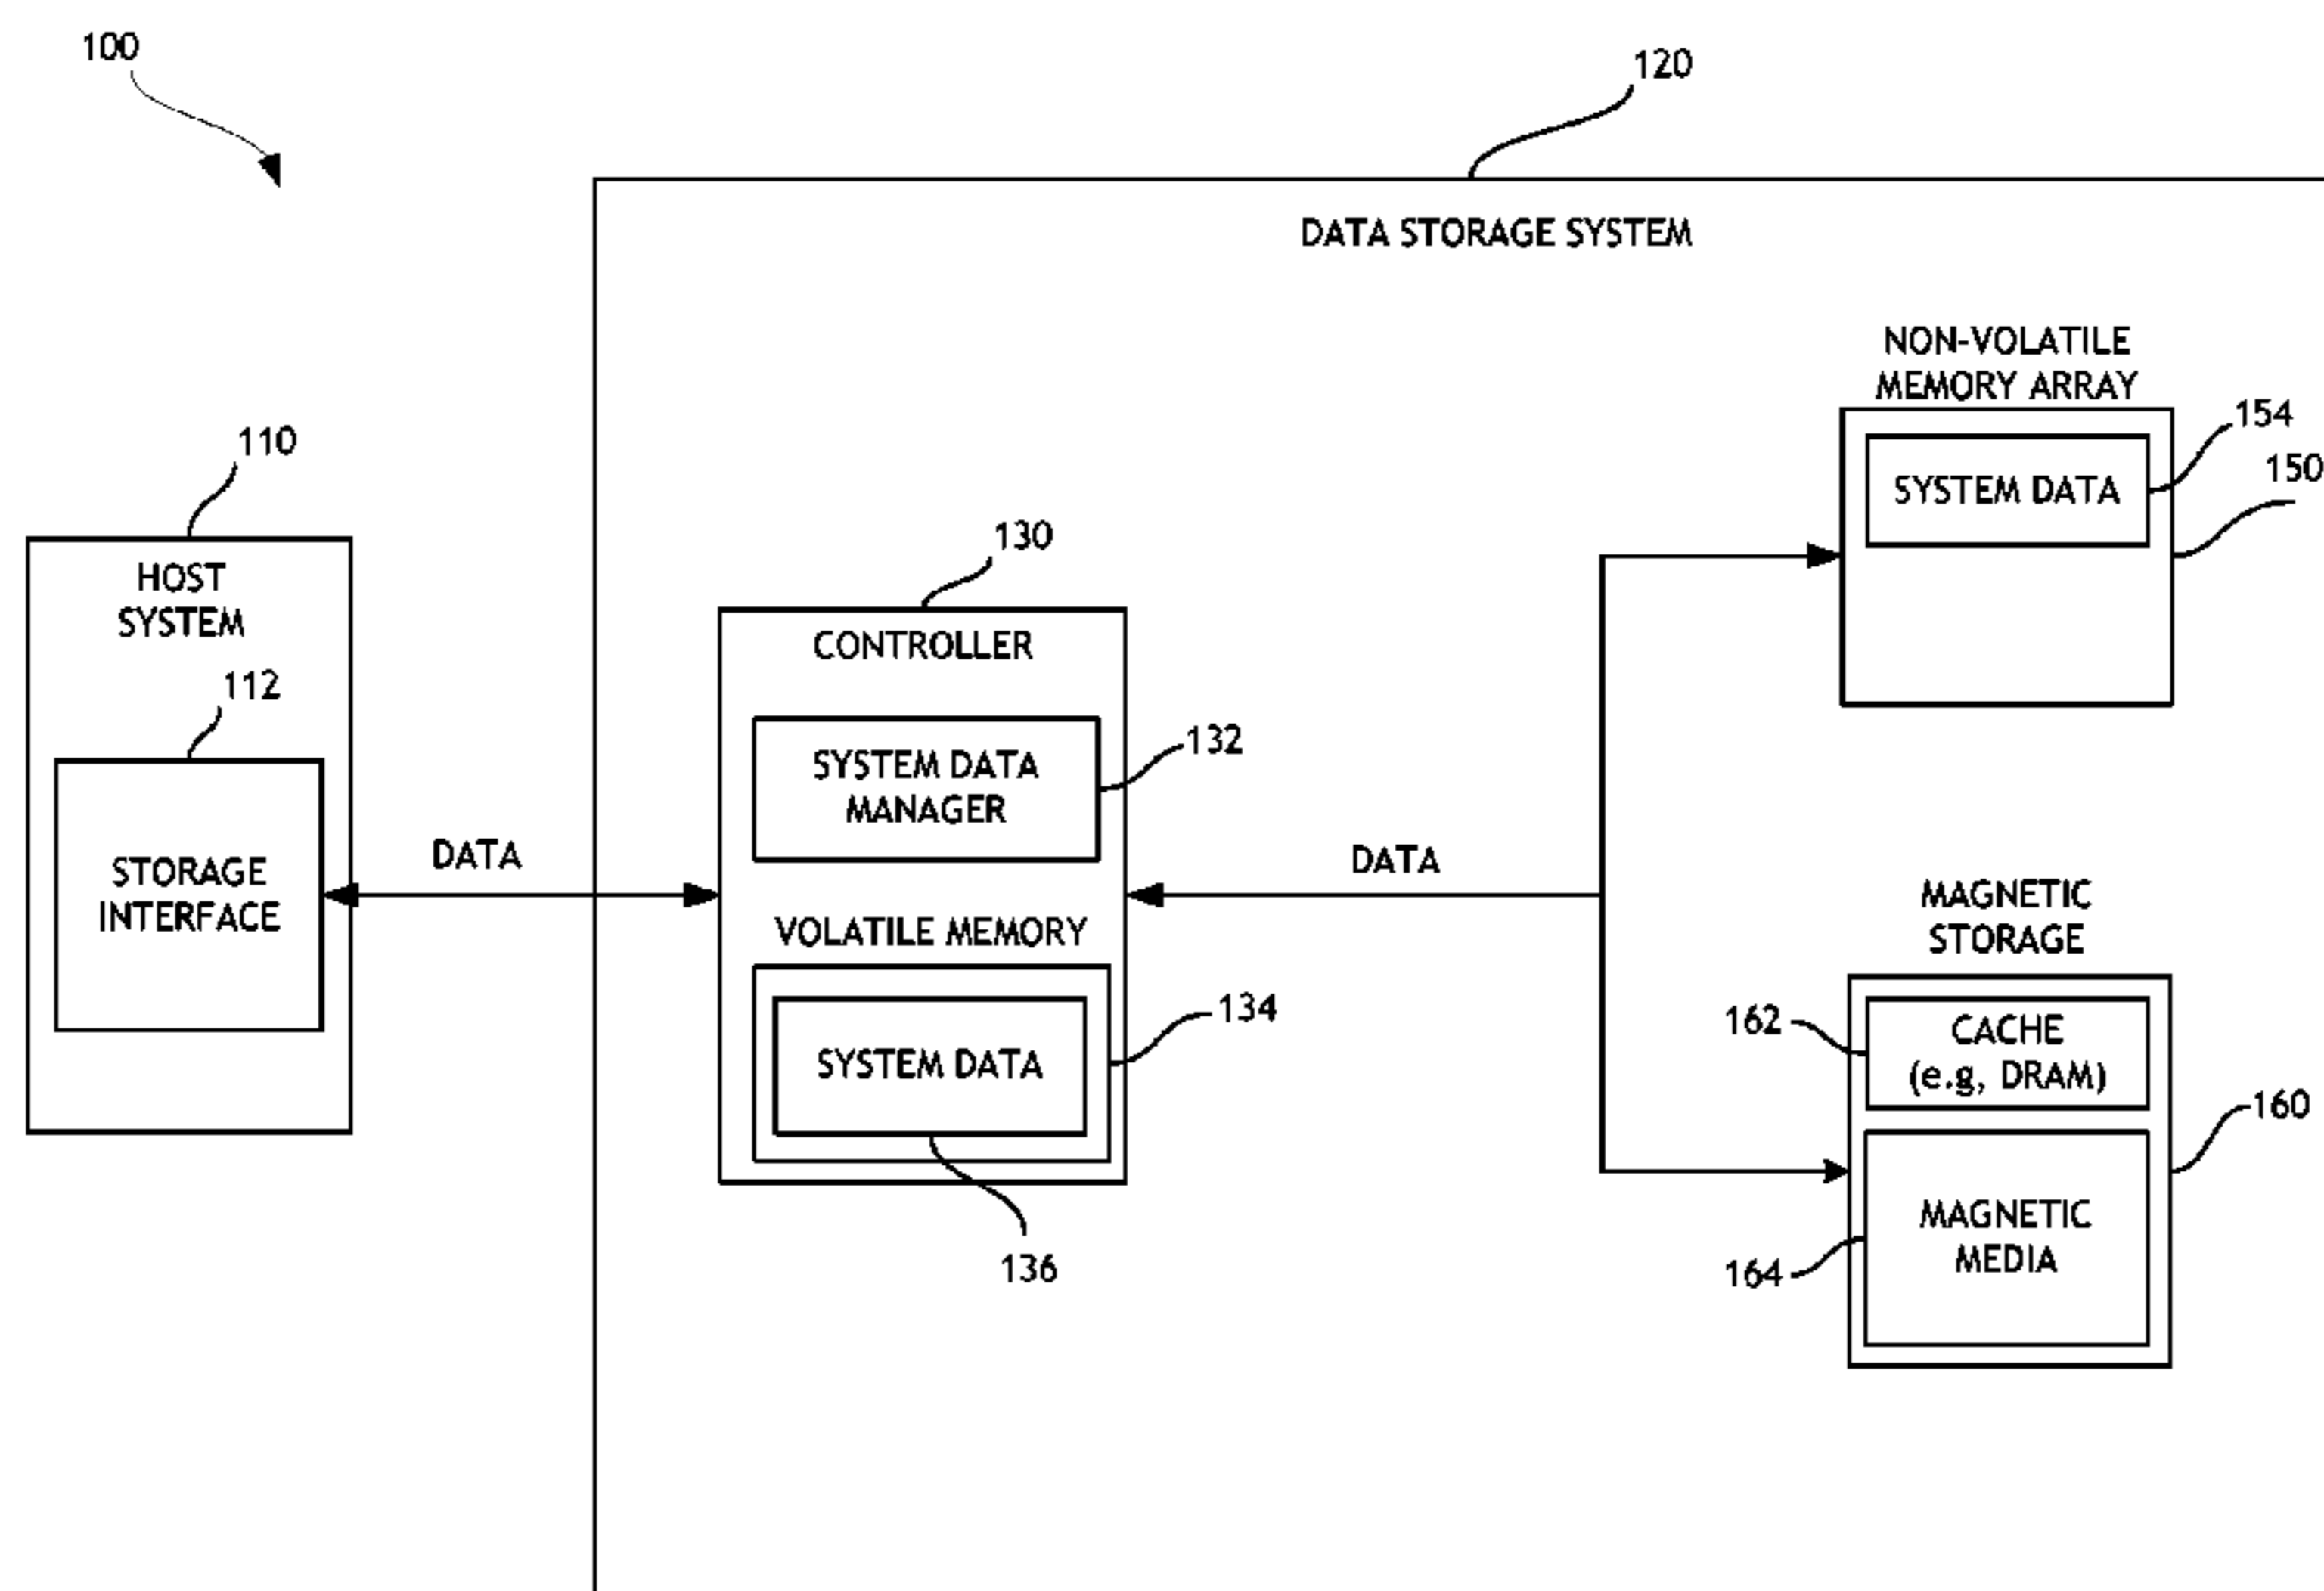 100
120
DATA STORAGE SYSTEM
NON-VOLATILE
MEMORY ARRAY
154
SYSTEM DATA
150
110
HOST
SYSTEM
112
STORAGE
INTERFACE
DATA
130
CONTROLLER
SYSTEM DATA
MANAGER
132
VOLATILE MEMORY
SYSTEM DATA
134
136
DATA
MAGNETIC
STORAGE
162
CACHE
(e.g, DRAM)
160
MAGNETIC
MEDIA
164